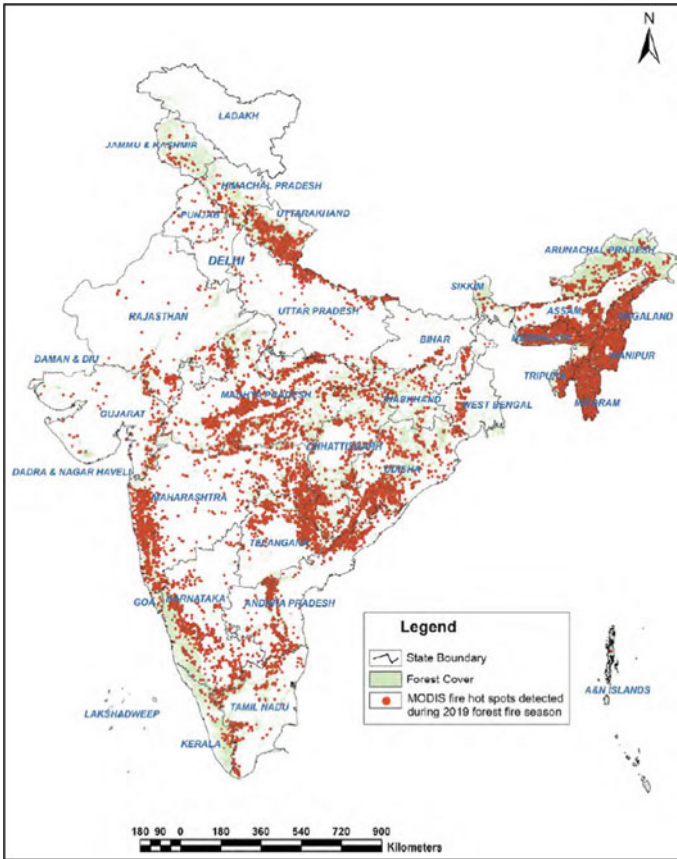 N
LADAKH
JAMMU & KASHMIR
HIMACHAL PRADESH
PUNJAB
UTTARAKHAND
DELHI
ARUNACHAL PRADESH
SIKKIM
RAJASTHAN
UTTAR PRADESH
ASSAM
NAGALAND
BIHAR
MEGHALAYA
MANIPUR
DAMAN & DIU
TRIPURA
GUJARAT
MADHYA PRADESH
JHARKHAND
WEST BENGAL
MIZORAM
CHHATTISGARH
DADRA & NAGAR HAVELI
ODISHA
MAHARASHTRA
TELANGANA
GOA
KARNATAKA
ANDHRA PRADESH
Legend
State Boundary
Forest Cover
MODIS fire hot spots detected
during 2019 forest fire season
A&N ISLANDS
LAKSHADWEEP
TAMIL NADU
KERALA
180 90 0 180 360 540 720 900
Kilometers